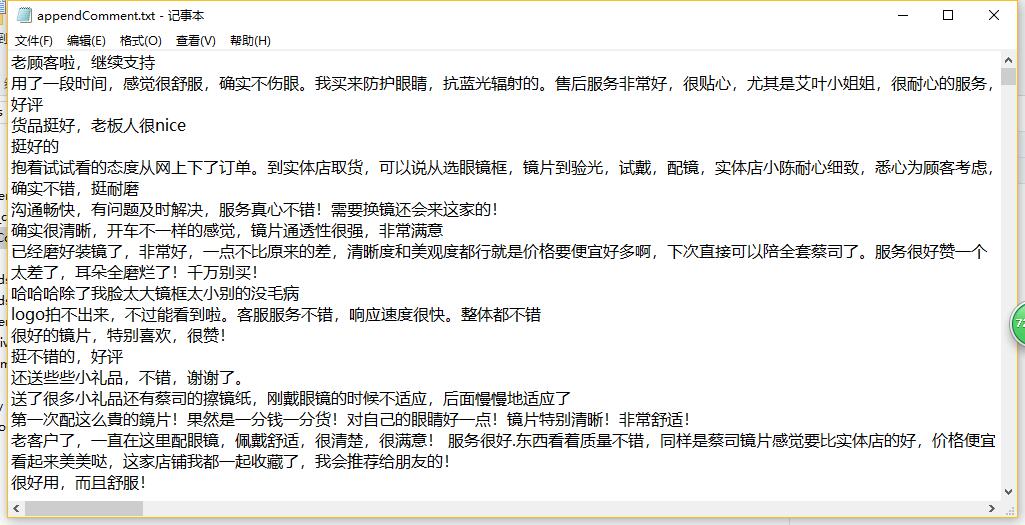 appendComment.txt - 记事本
文件(F) 编辑(E) 格式(O) 查看(V) 帮助(H)
老顾客啦，继续支持
用了一段时间，感觉很舒服，确实不伤眼。我买来防护眼睛，抗蓝光辐射的。售后服务非常好，很贴心，尤其是艾叶小姐姐，很耐心的服务，
好评
货品挺好，老板人很nice
挺好的
抱着试试看的态度从网上下了订单。到实体店取货，可以说从选眼镜框，镜片到验光，试戴，配镜，实体店小陈耐心细致，悉心为顾客考虑，
确实不错，挺耐磨
沟通畅快，有问题及时解决，服务真心不错！需要换镜还会来这家的！
确实很清晰，开车不一样的感觉，镜片通透性很强，非常满意
已经磨好装镜了，非常好，一点不比原来的差，清晰度和美观度都行就是价格要便宜好多啊，下次直接可以陪全套蔡司了。服务很好赞一个
太差了，耳朵全磨烂了！千万别买！
哈哈哈除了我脸太大镜框太小别的没毛病
logo拍不出来，不过能看到啦。客服服务不错，响应速度很快。整体都不错
很好的镜片，特别喜欢，很赞！
挺不错的，好评
还送些些小礼品，不错，谢谢了。
送了很多小礼品还有蔡司的擦镜纸，刚戴眼镜的时候不适应，后面慢慢地适应了
第一次配这么貴的鏡片！果然是一分钱一分货！对自己的眼睛好一点！镜片特别清晰！非常舒适！
老客户了，一直在这里配眼镜，佩戴舒适，很清楚，很满意！ 服务很好.东西看着质量不错，同样是蔡司镜片感觉要比实体店的好，价格便宜
看起来美美哒，这家店铺我都一起收藏了，我会推荐给朋友的！
很好用，而且舒服！